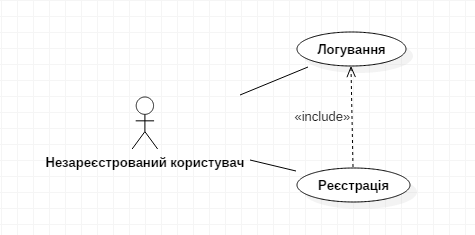 Логування
«include»
Незареєстрований користувач
Реєстрація